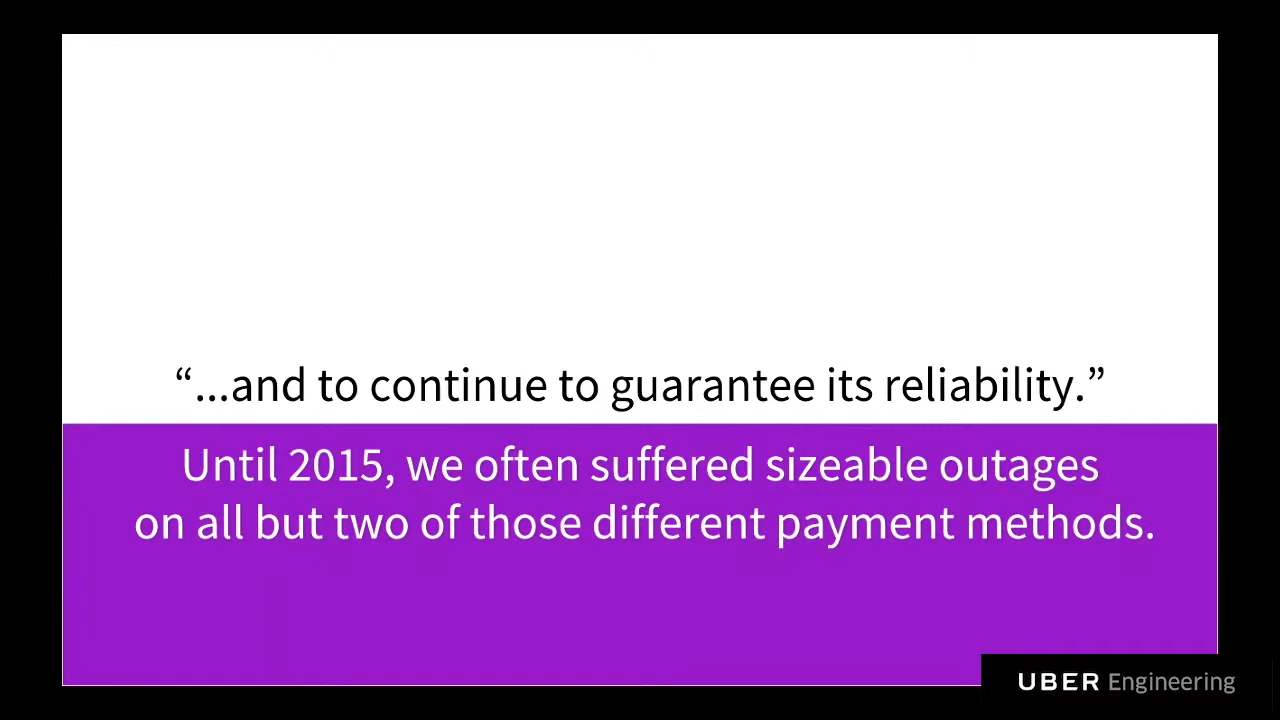 “...and to continue to guarantee its reliability.”
Until 2015, we often suffered sizeable outages
on all but two of those different payment methods.
UBER Engineering